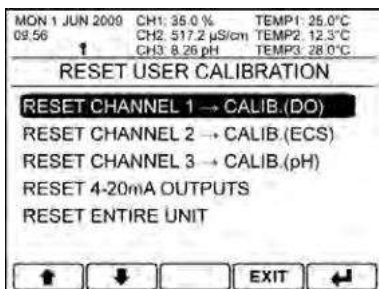 MON 1 JUN 2009 CH1: 35.0 % TEMP1: 25.0°C
09:56 CH2: 517.2 µS/cm TEMP2: 12.3°C
1 CH3: 8.26 pH TEMP3: 28.0°C
RESET USER CALIBRATION
RESET CHANNEL 1 → CALIB.(DO)
RESET CHANNEL 2 → CALIB.(ECS)
RESET CHANNEL 3 → CALIB.(pH)
RESET 4-20mA OUTPUTS
RESET ENTIRE UNIT
EXIT